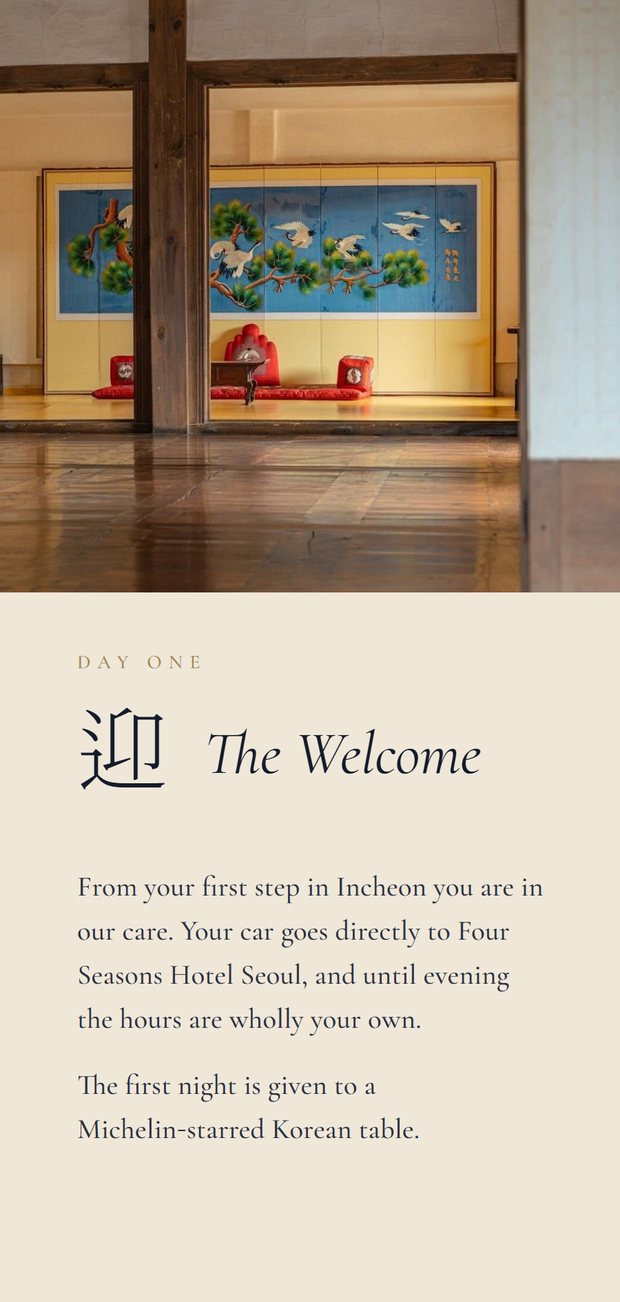 DAY ONE
迎 The Welcome
From your first step in Incheon you are in
our care. Your car goes directly to Four
Seasons Hotel Seoul, and until evening
the hours are wholly your own.
The first night is given to a
Michelin-starred Korean table.